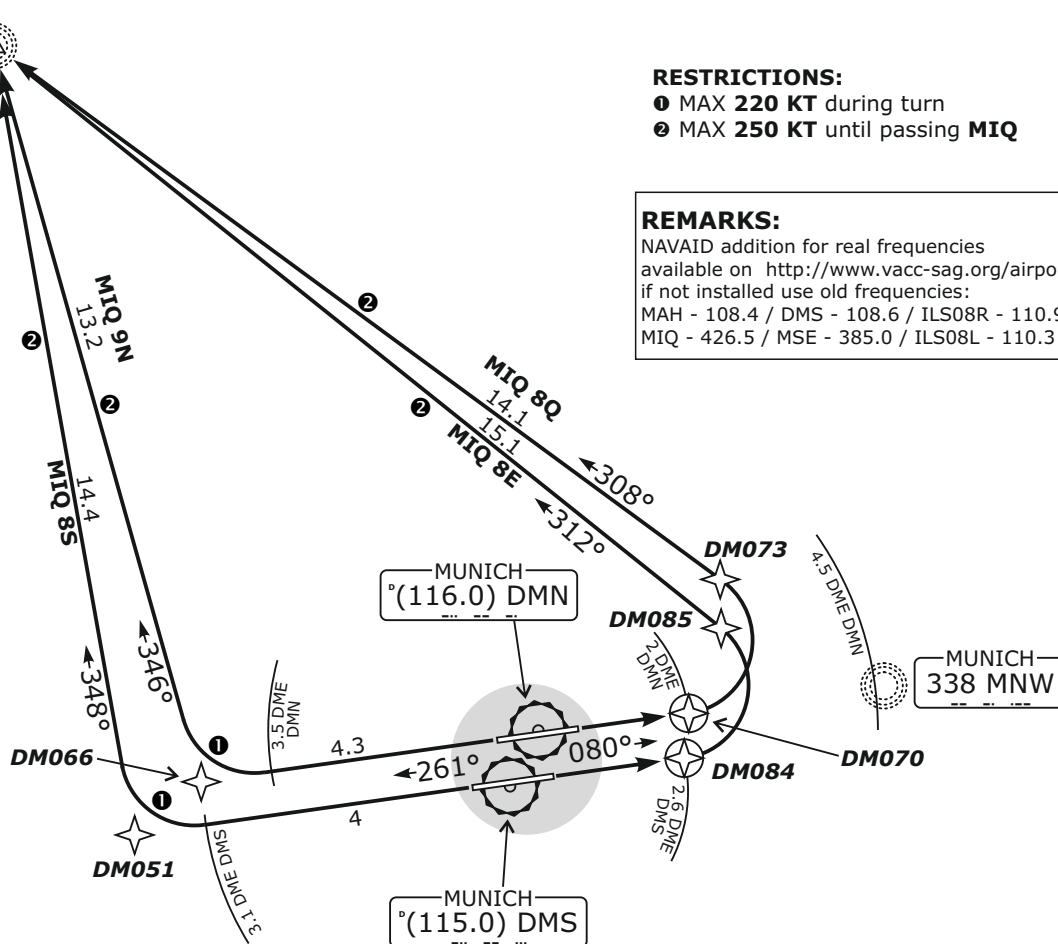 RESTRICTIONS:
❶ MAX 220 KT during turn
❷ MAX 250 KT until passing MIQ
REMARKS:
NAVAID addition for real frequencies
available on http://www.vacc-sag.org/airpo
if not installed use old frequencies:
MAH - 108.4 / DMS - 108.6 / ILS08R - 110.9
MIQ - 426.5 / MSE - 385.0 / ILS08L - 110.3
MIQ 9N
13.2
❷
❷
❷
❷
MIQ 8Q
14.1
15.1
MIQ 8E
MIQ 8S
14.4
308°
312°
DM073
DM085
4.5 DME DMN
MUNICH
D(116.0) DMN
2 DME
DMN
MUNICH
338 MNW
346°
348°
3.5 DME
DMN
❶
4.3
261°
080°
DM066
DM070
DM084
❶
4
2.6 DME
DMS
DM051
3.1 DME DMS
MUNICH
D(115.0) DMS